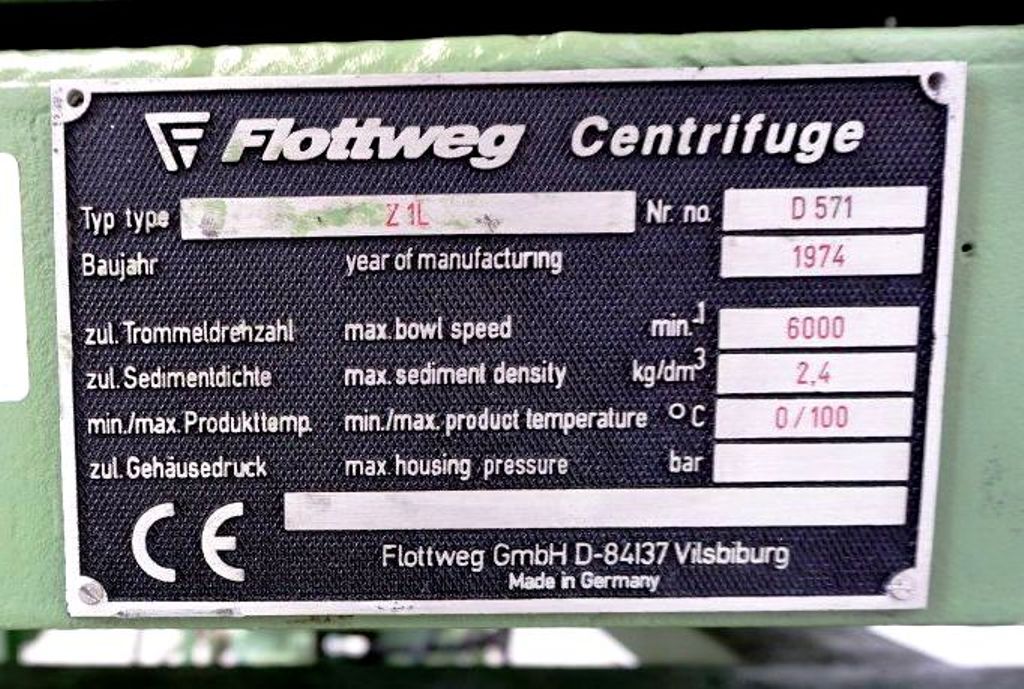 Flottweg Centrifuge
Typ type Z 1L Nr. no. D 571
Baujahr year of manufacturing 1974
zul. Trommeldrehzahl max. bowl speed min.-1 6000
zul. Sedimentdichte max. sediment density kg/dm³ 2,4
min./max. Produkttemp. min./max. product temperature °C 0/100
zul. Gehäusedruck max. housing pressure bar
CE
Flottweg GmbH D-84137 Vilsbiburg
Made in Germany